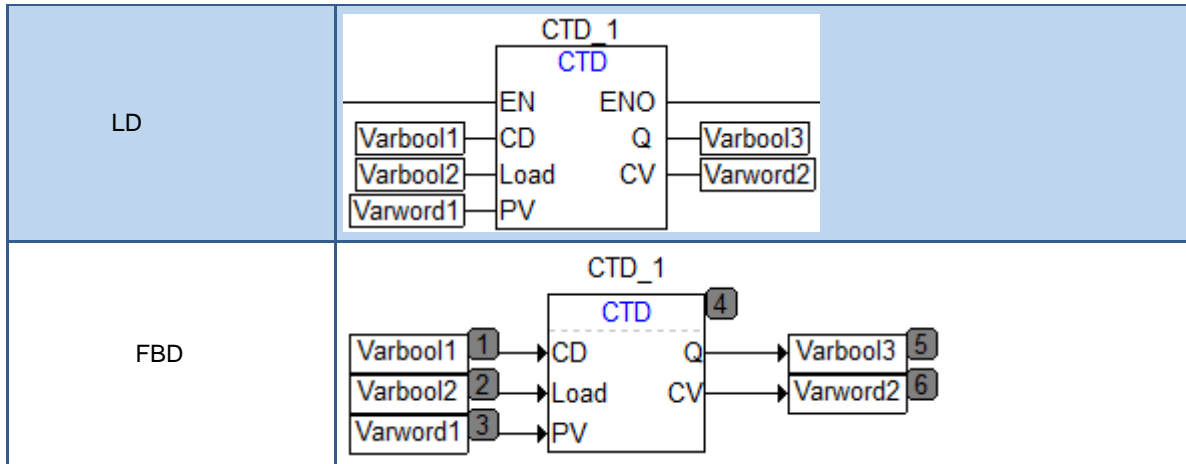 LD
CTD_1
CTD
EN ENO
Varbool1 CD Q Varbool3
Varbool2 Load CV Varword2
Varword1 PV
FBD
CTD_1
CTD 4
Varbool1 1 CD Q Varbool3 5
Varbool2 2 Load CV Varword2 6
Varword1 3 PV